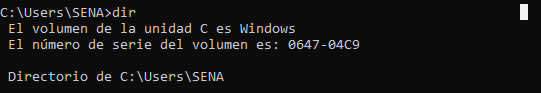 C:\Users\SENA>dir
El volumen de la unidad C es Windows
El número de serie del volumen es: 0647-04C9
Directorio de C:\Users\SENA